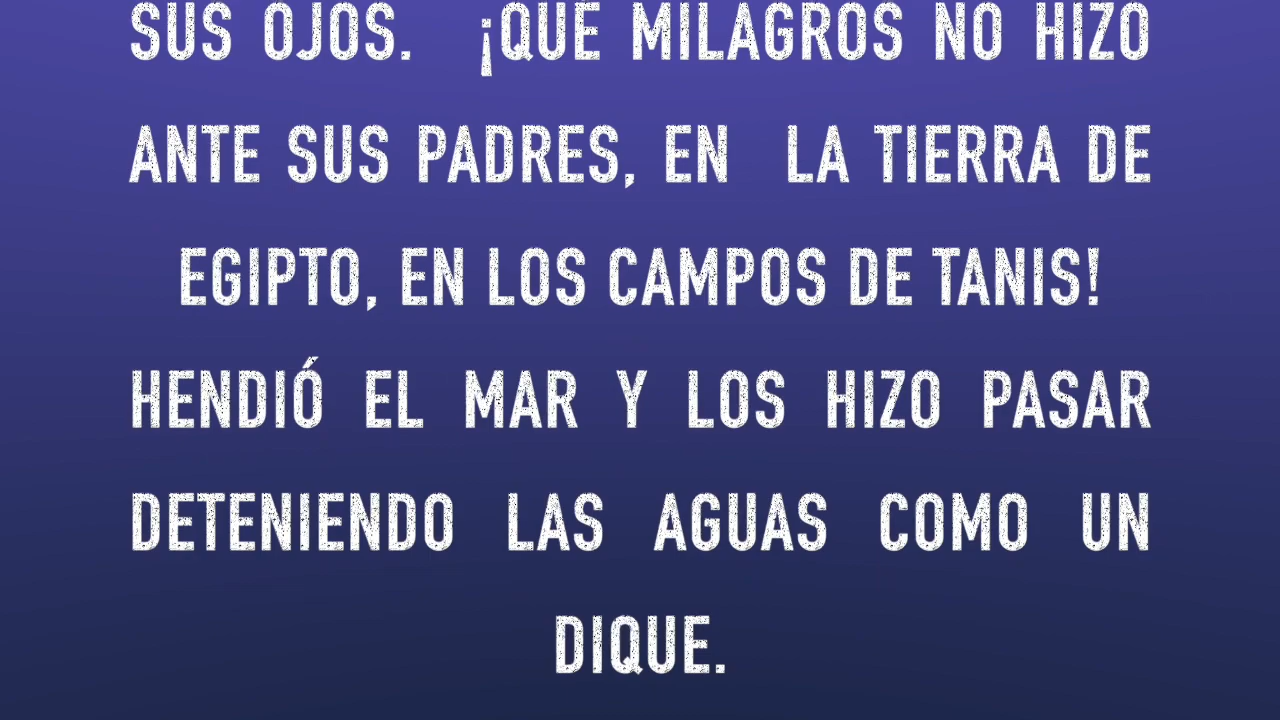 SUS OJOS. ¡QUÉ MILAGROS NO HIZO
ANTE SUS PADRES, EN LA TIERRA DE
EGIPTO, EN LOS CAMPOS DE TANIS!
HENDIÓ EL MAR Y LOS HIZO PASAR
DETENIENDO LAS AGUAS COMO UN
DIQUE.